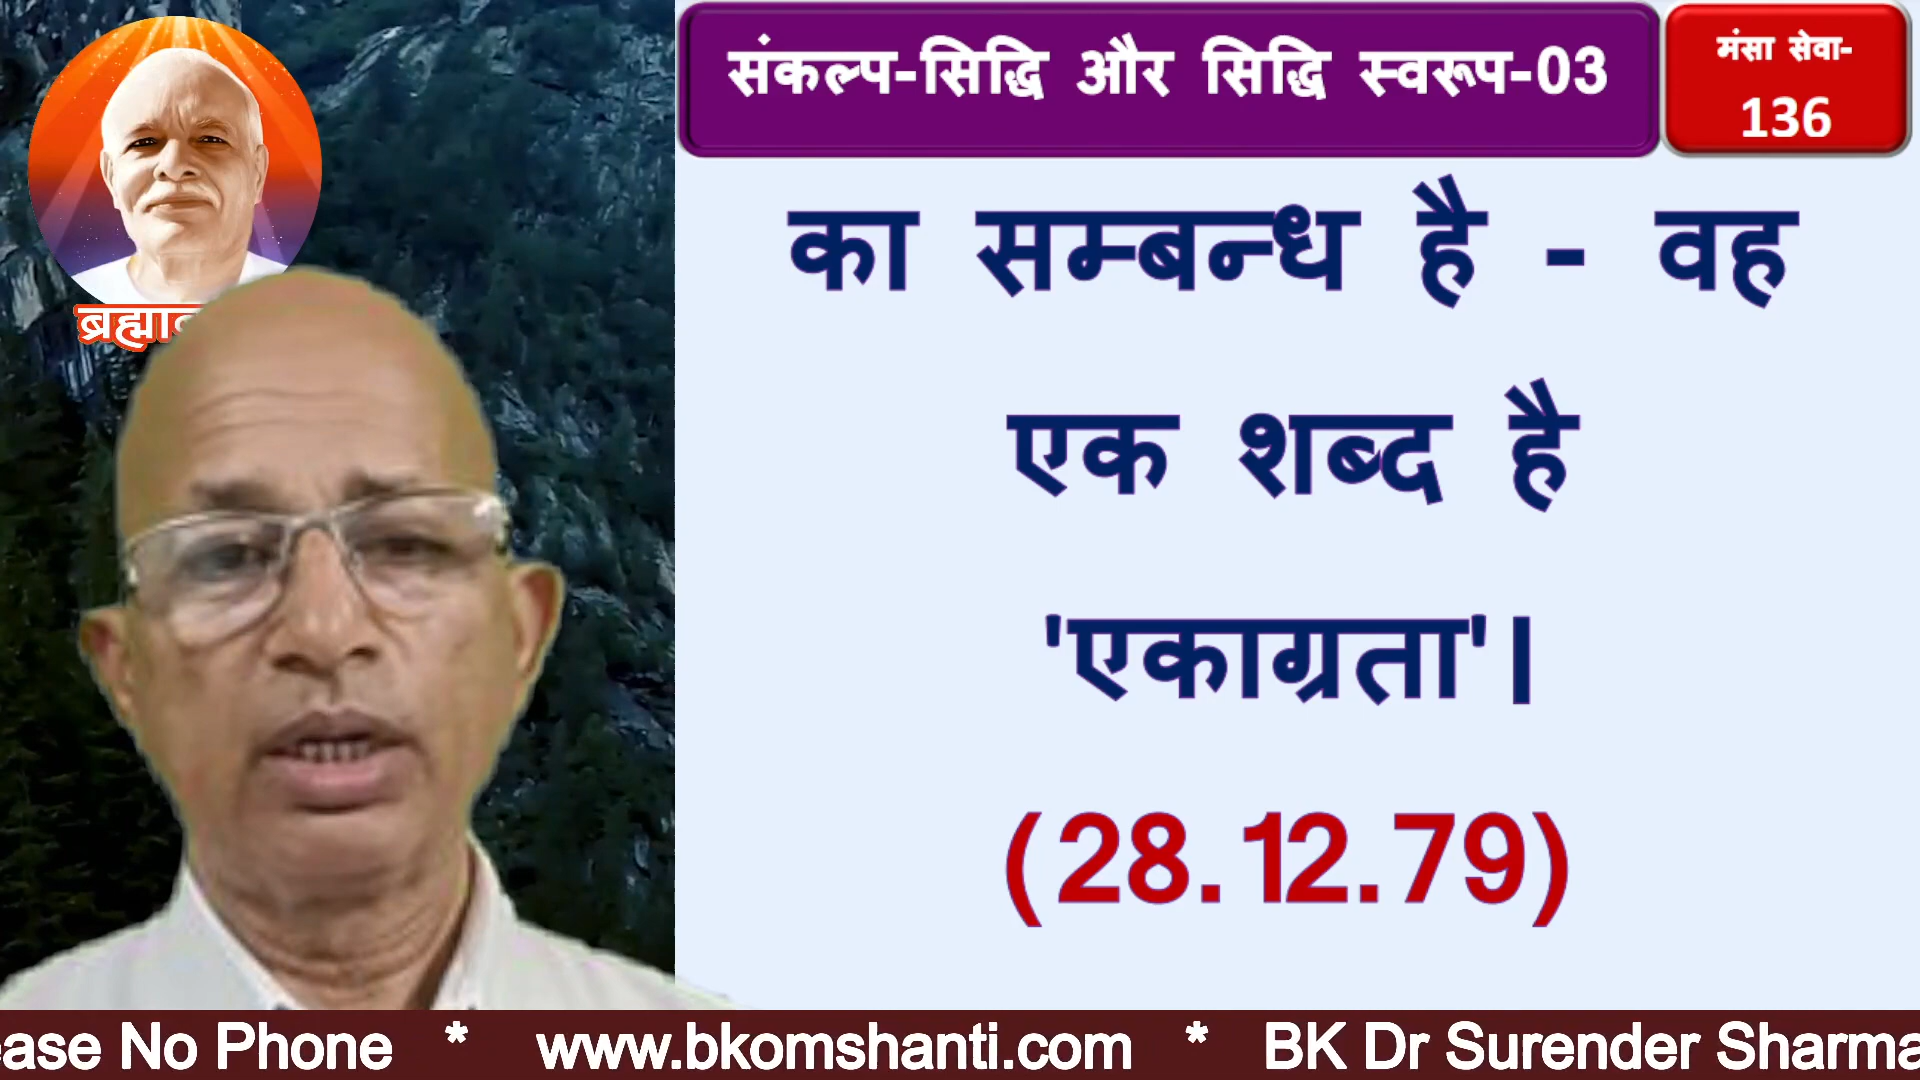 संकल्प-सिद्धि और सिद्धि स्वरूप-03
मंसा सेवा-
136
का सम्बन्ध है - वह
एक शब्द है
'एकाग्रता'।
(28.12.79)
ease No Phone * www.bkomshanti.com * BK Dr Surender Sharma